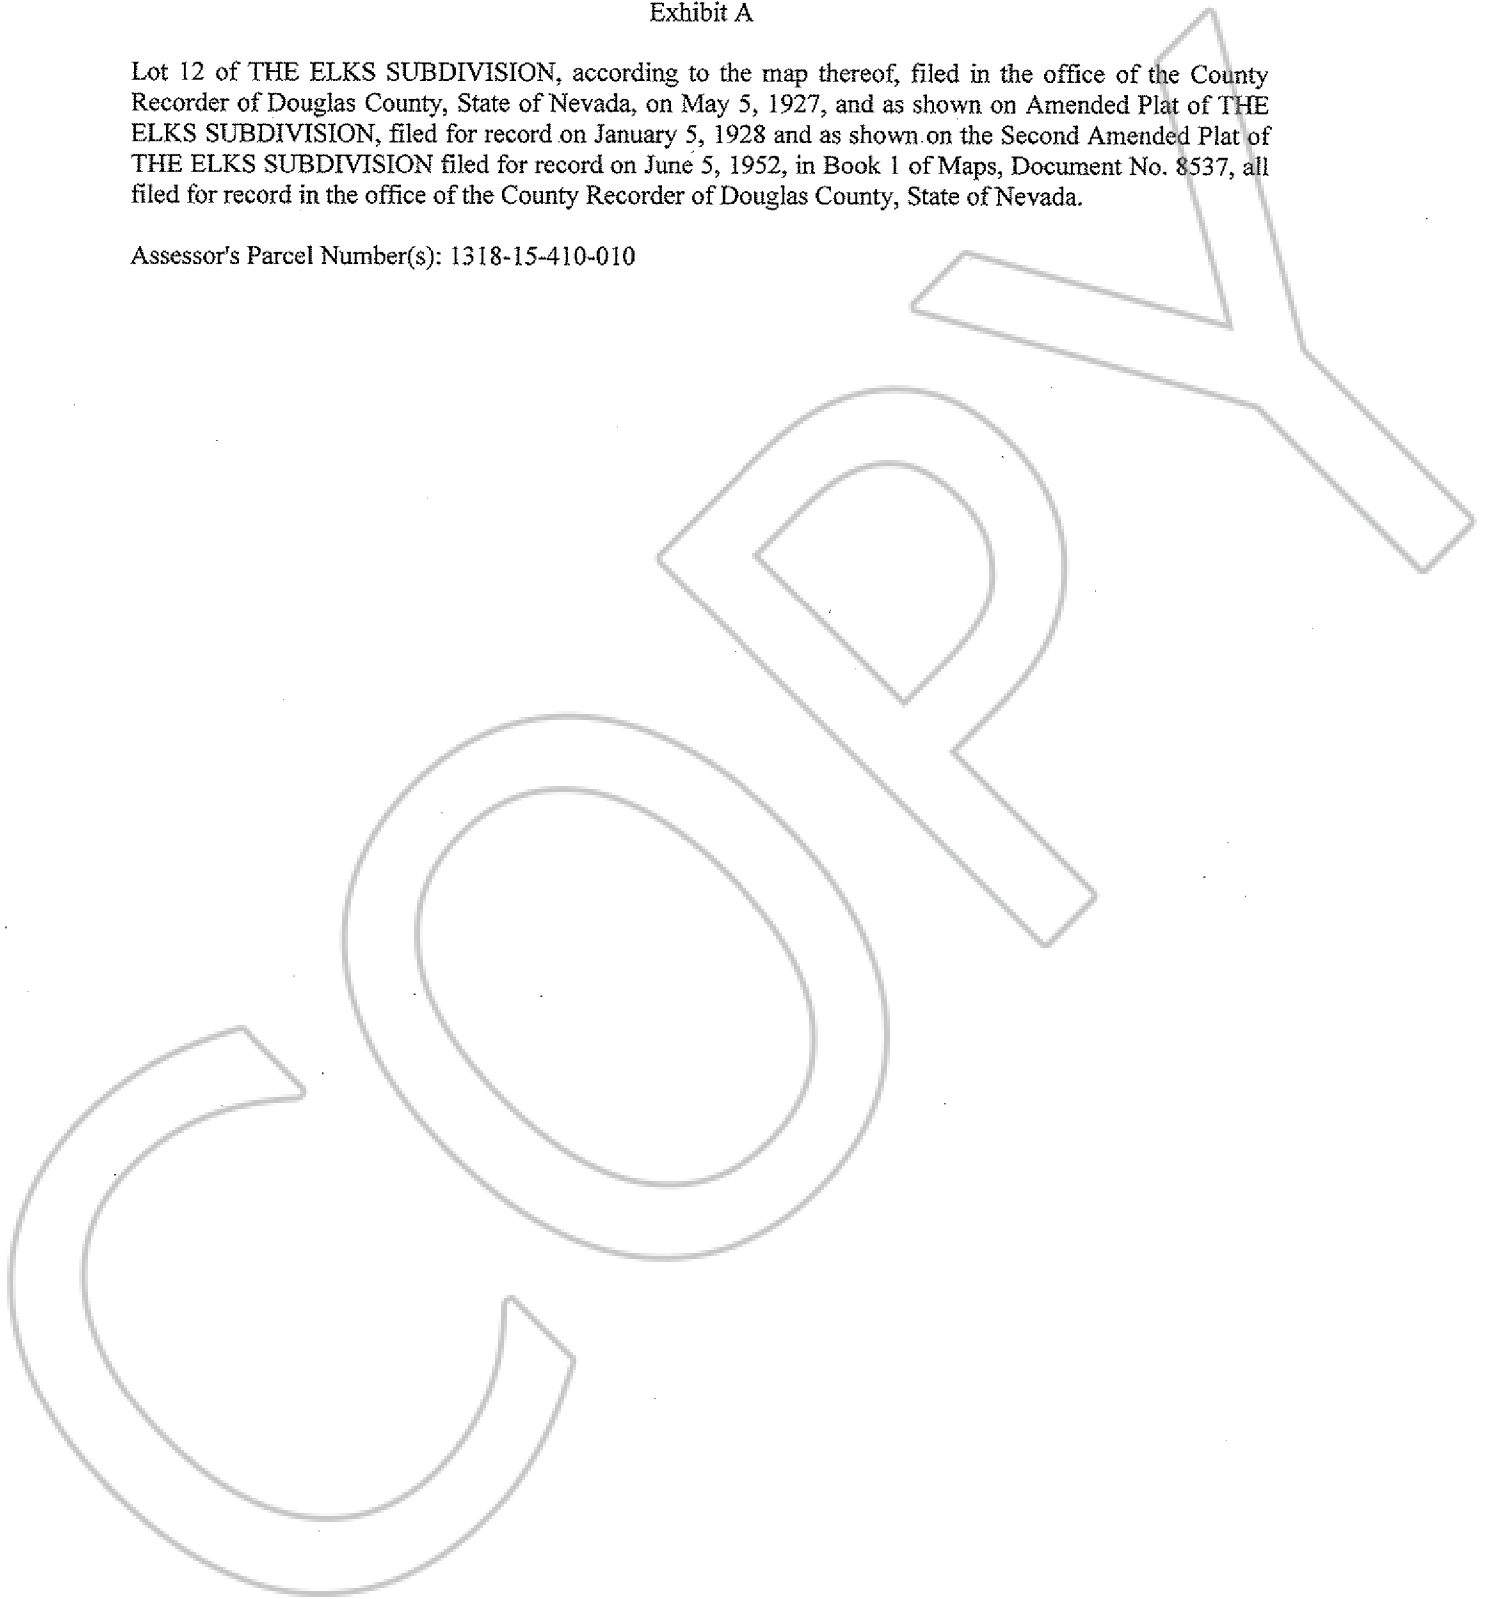 Exhibit A
Lot 12 of THE ELKS SUBDIVISION, according to the map thereof, filed in the office of the County
Recorder of Douglas County, State of Nevada, on May 5, 1927, and as shown on Amended Plat of THE
ELKS SUBDIVISION, filed for record on January 5, 1928 and as shown on the Second Amended Plat of
THE ELKS SUBDIVISION filed for record on June 5, 1952, in Book 1 of Maps, Document No. 8537, all
filed for record in the office of the County Recorder of Douglas County, State of Nevada.
Assessor's Parcel Number(s): 1318-15-410-010
COPY